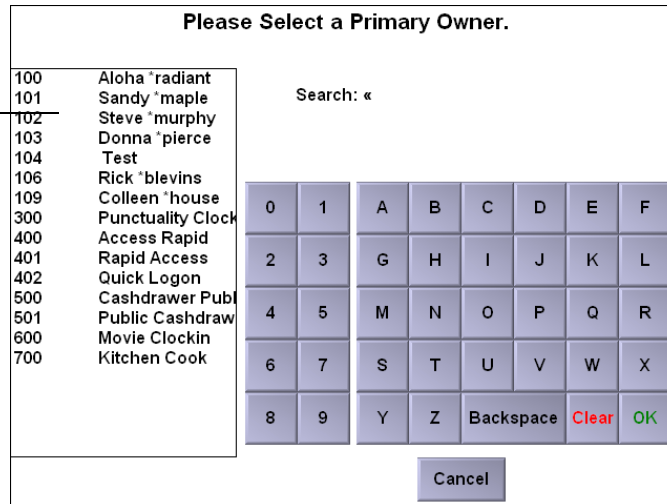 Please Select a Primary Owner.
100 Aloha *radiant
101 Sandy *maple
102 Steve *murphy
103 Donna *pierce
104 Test
106 Rick *blevins
109 Colleen *house
300 Punctuality Clock
400 Access Rapid
401 Rapid Access
402 Quick Logon
500 Cashdrawer Publ
501 Public Cashdraw
600 Movie Clockin
700 Kitchen Cook
Search: «
0 1 A B C D E F
2 3 G H I J K L
4 5 M N O P Q R
6 7 S T U V W X
8 9 Y Z Backspace Clear OK
Cancel